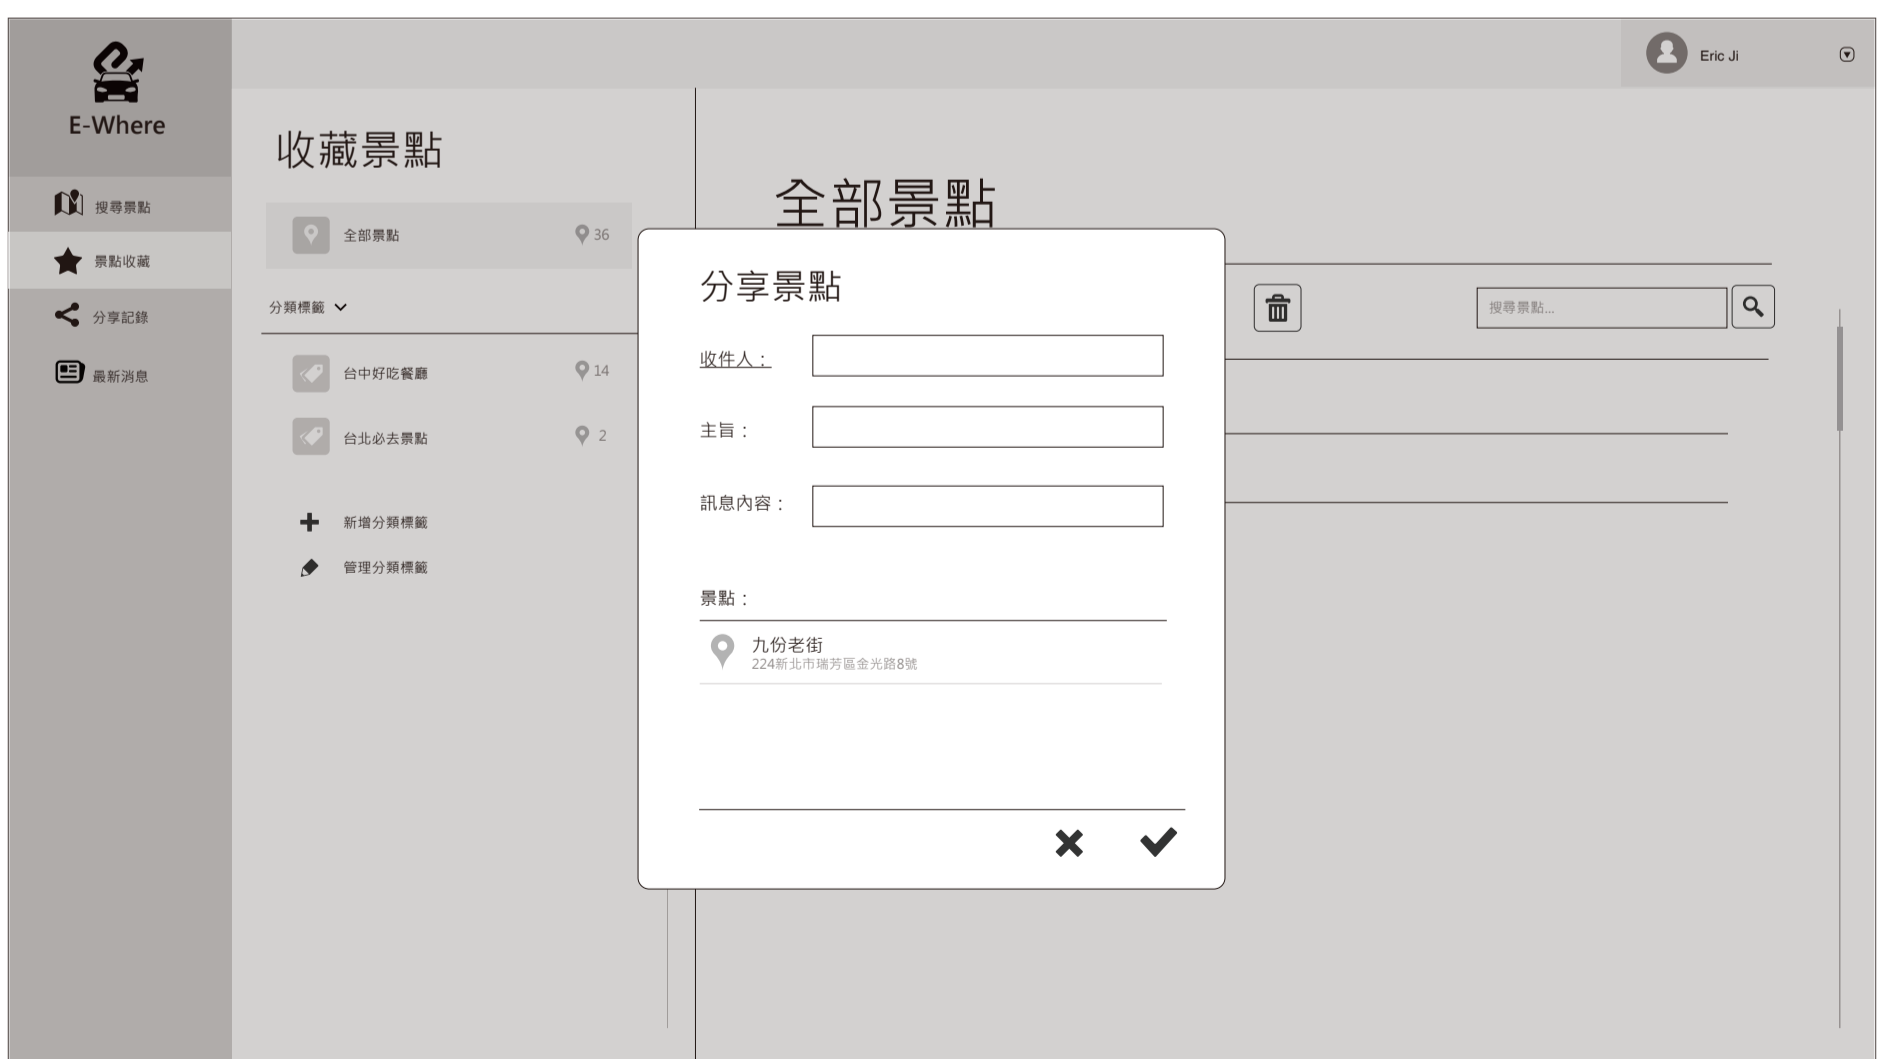 E-Where
Eric Ji
搜尋景點
景點收藏
分享記錄
最新消息
收藏景點
全部景點
36
分類標籤
台中好吃餐廳
14
台北必去景點
2
新增分類標籤
管理分類標籤
全部景點
搜尋景點...
分享景點
收件人：
主旨：
訊息內容：
景點：
九份老街
224新北市瑞芳區金光路8號